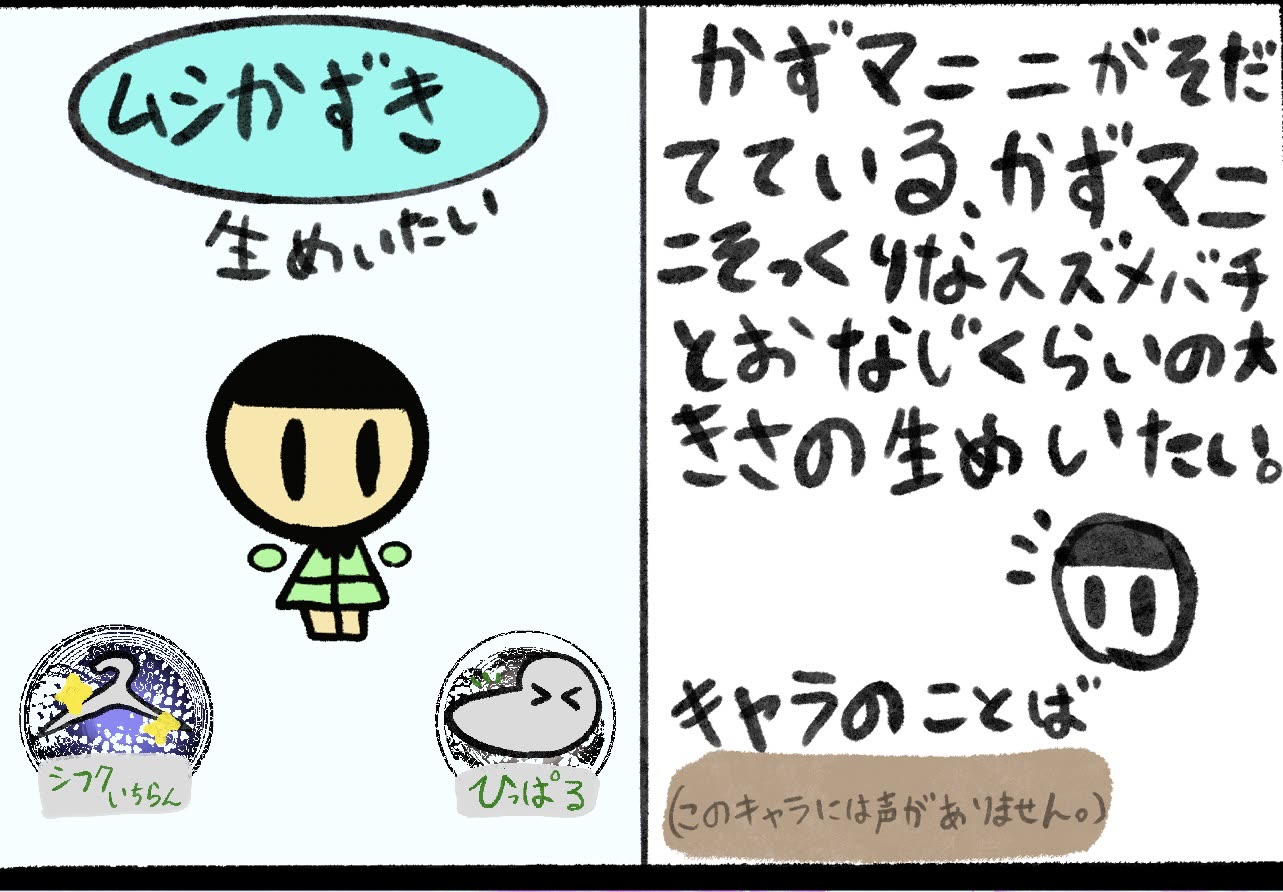 ムシかずき
生めいたい
シフク
いちらん
ひっぱる
かずマニニがそだ
てている、かずマニ
ニそっくりなスズメバチ
とおなじくらいの大
きさの生めいたい。
キャラのことば
(このキャラには声がありません。)